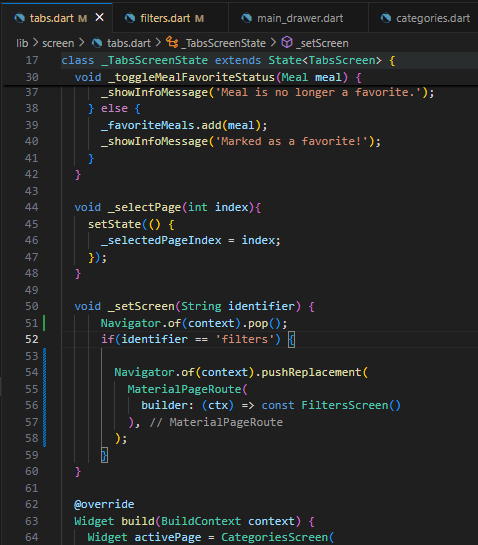 tabs.dart M filters.dart M main_drawer.dart categories.dart
lib > screen > tabs.dart > _TabsScreenState > _setScreen
17 class _TabsScreenState extends State<TabsScreen> {
30 void _toggleMealFavoriteStatus(Meal meal) {
37 _showInfoMessage('Meal is no longer a favorite.');
38 } else {
39 _favoriteMeals.add(meal);
40 _showInfoMessage('Marked as a favorite!');
41 }
42 }
43
44 void _selectPage(int index){
45 setState(() {
46 _selectedPageIndex = index;
47 });
48 }
49
50 void _setScreen(String identifier) {
51 Navigator.of(context).pop();
52 if(identifier == 'filters') {
53
54 Navigator.of(context).pushReplacement(
55 MaterialPageRoute(
56 builder: (ctx) => const FiltersScreen()
57 ), // MaterialPageRoute
58 );
59 }
60 }
61
62 @override
63 Widget build(BuildContext context) {
64 Widget activePage = CategoriesScreen(